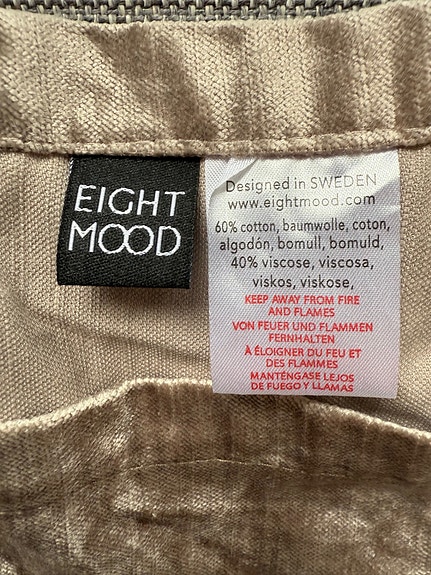 EIGHT
MOOD
Designed in SWEDEN
www.eightmood.com
60% cotton, baumwolle, coton,
algodón, bomull, bomuld,
40% viscose, viscosa,
viskos, viskose,
KEEP AWAY FROM FIRE
AND FLAMES
VON FEUER UND FLAMMEN
FERNHALTEN
À ÉLOIGNER DU FEU ET
DES FLAMMES
MANTÉNGASE LEJOS
DE FUEGO Y LLAMAS